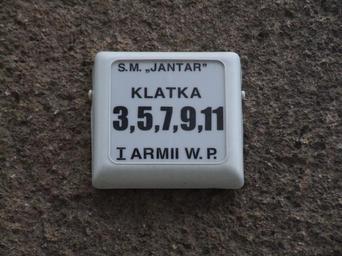 S.M. „JANTAR”
KLATKA
3,5,7,9,11
I ARMII W.P.